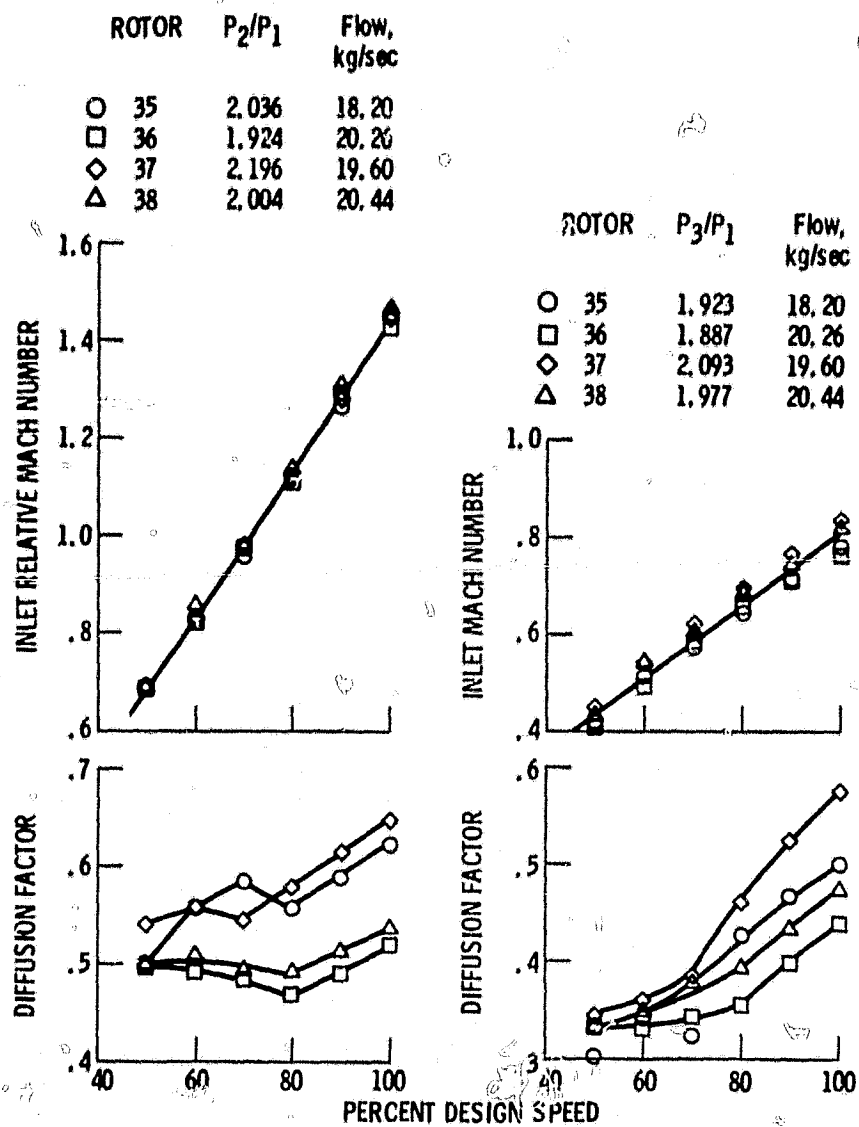 ROTOR P2/P1 Flow, kg/sec
○ 35 2.036 18.20
□ 36 1.924 20.26
◇ 37 2.196 19.60
△ 38 2.004 20.44
INLET RELATIVE MACH NUMBER
1.6
1.4
1.2
1.0
.8
.6
ROTOR P3/P1 Flow, kg/sec
○ 35 1.923 18.20
□ 36 1.887 20.26
◇ 37 2.093 19.60
△ 38 1.977 20.44
INLET MACH NUMBER
1.0
.8
.6
.4
DIFFUSION FACTOR
.7
.6
.5
.4
40 60 80 100
DIFFUSION FACTOR
.6
.5
.4
.3
40 60 80 100
PERCENT DESIGN SPEED